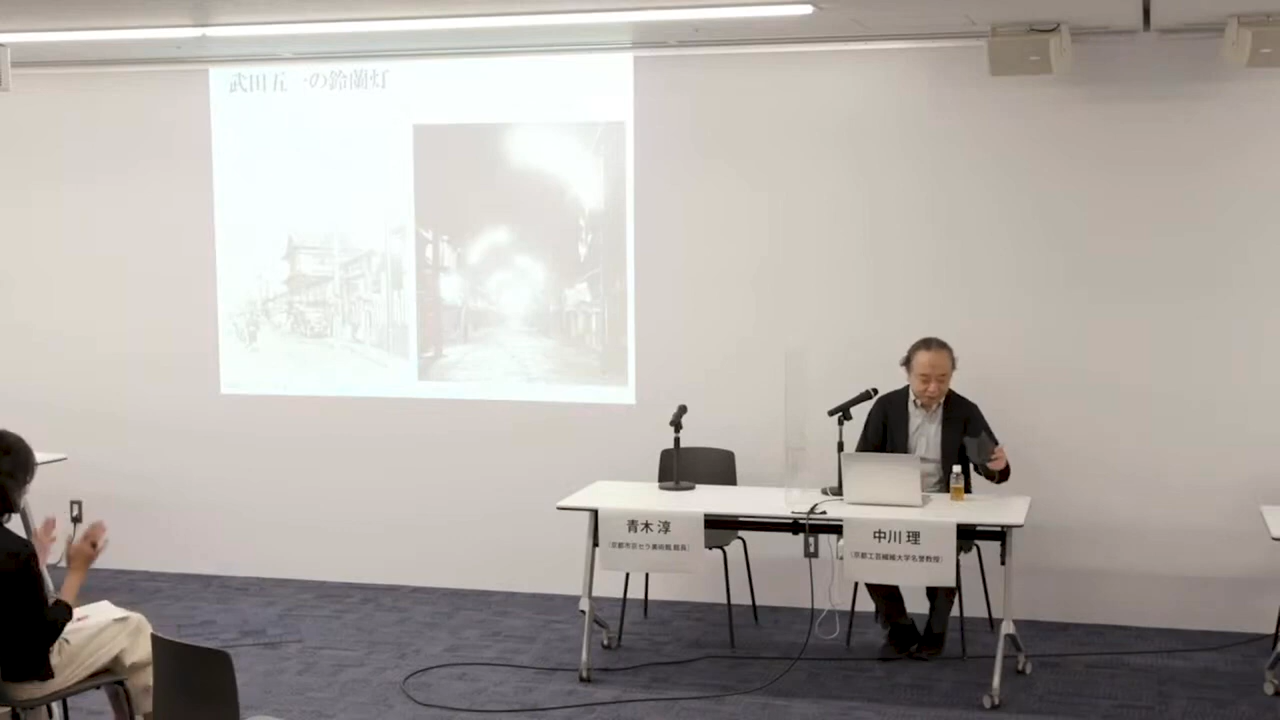 武田五一の鈴蘭灯
青木 淳
(京都市京セラ美術館 館長)
中川 理
(京都工芸繊維大学名誉教授)